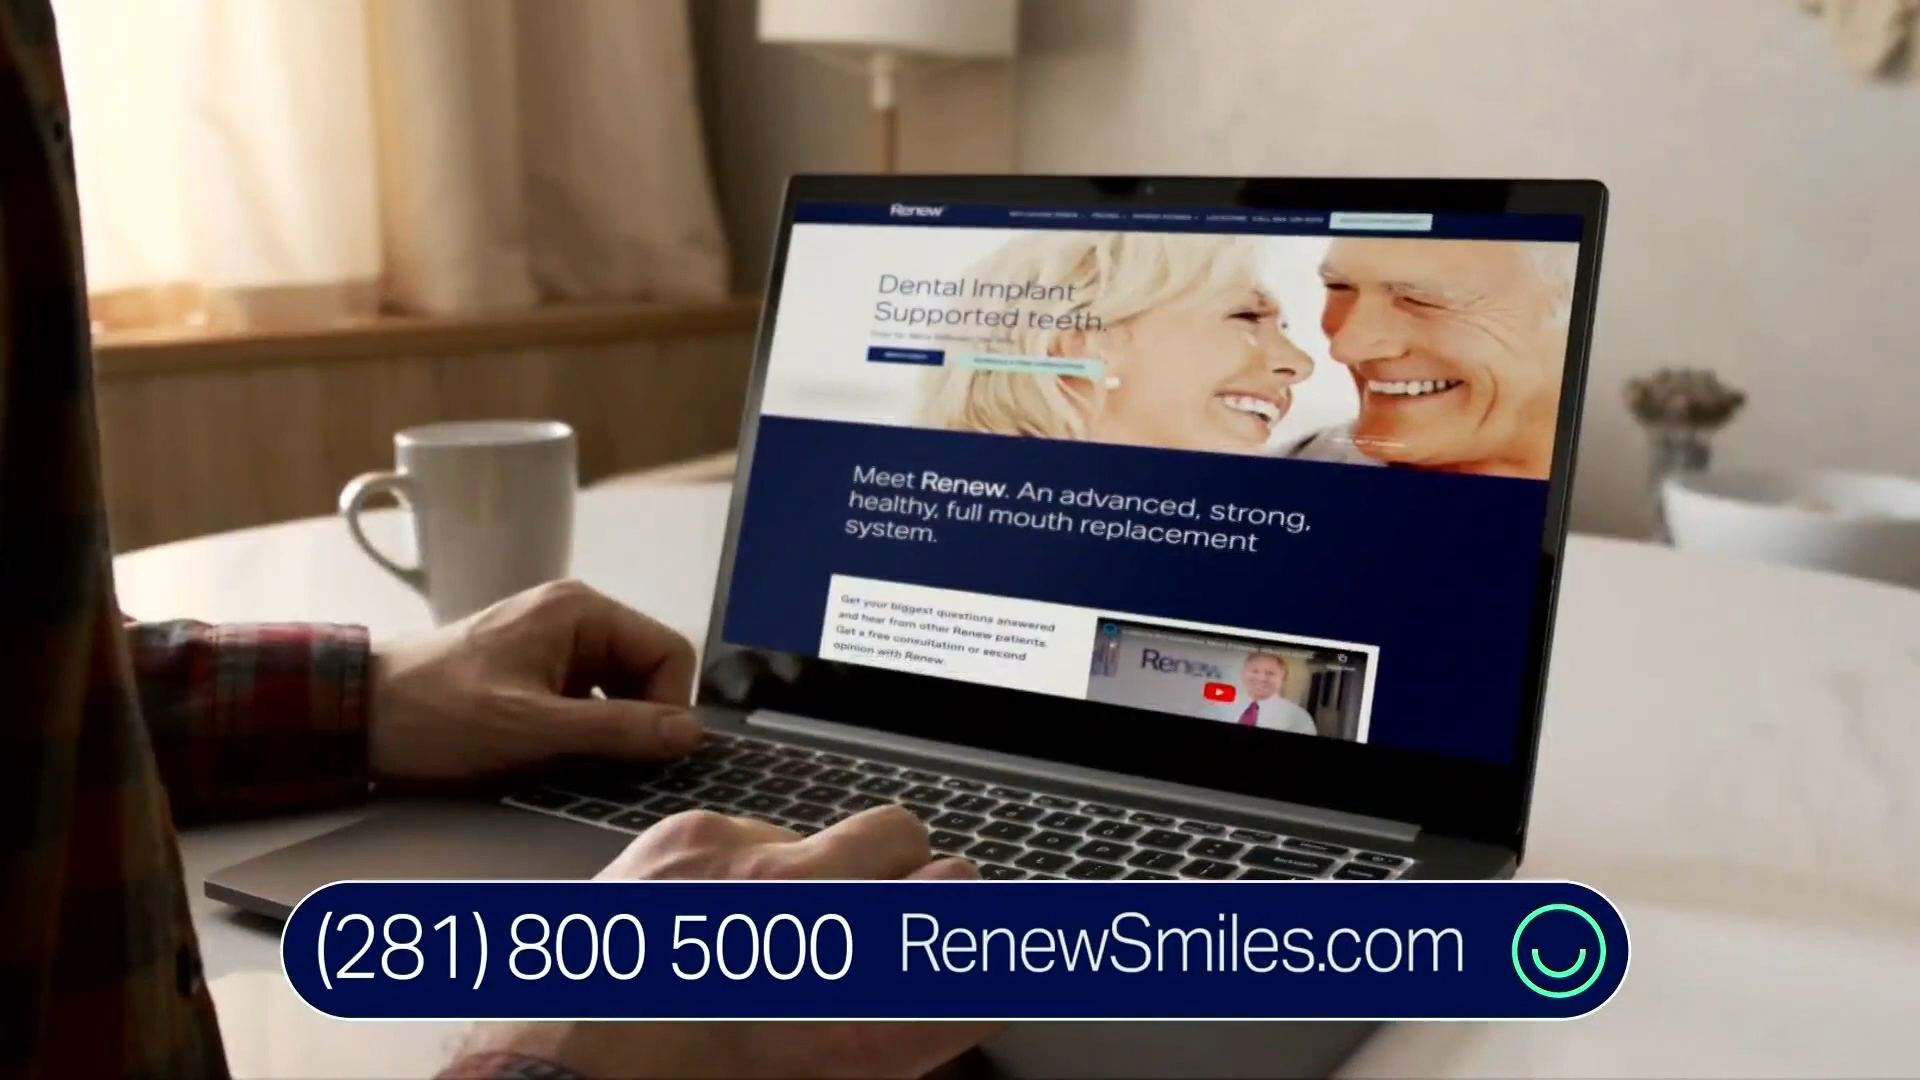 Renew
Dental Implant
Supported teeth.
Meet Renew. An advanced, strong,
healthy, full mouth replacement
system.
Get your biggest questions answered
and hear from other Renew patients.
Get a free consultation or second
opinion with Renew.
Renew
(281) 800 5000 RenewSmiles.com